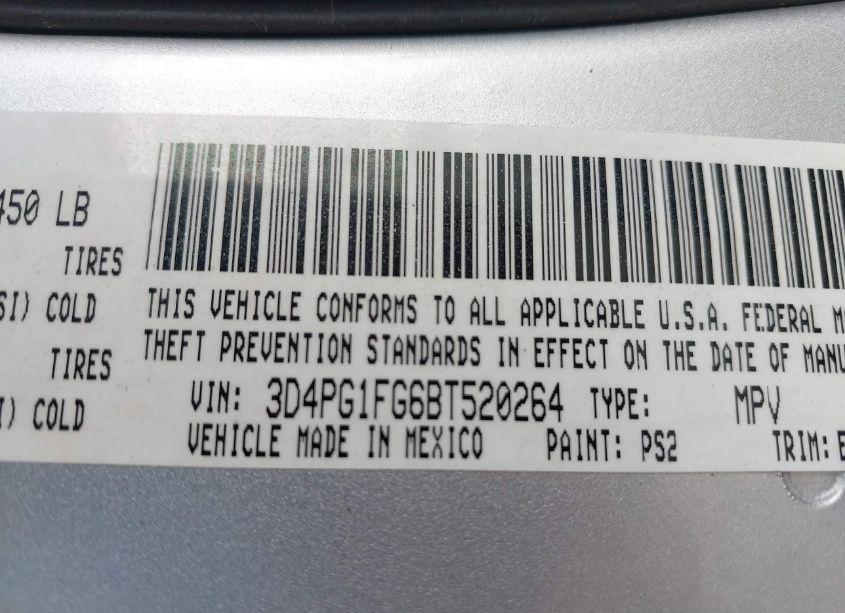 450 LB
TIRES
SI) COLD
TIRES
I) COLD
THIS VEHICLE CONFORMS TO ALL APPLICABLE U.S.A. FEDERAL M
THEFT PREVENTION STANDARDS IN EFFECT ON THE DATE OF MANU
VIN: 3D4PG1FG6BT520264 TYPE: MPV
VEHICLE MADE IN MEXICO PAINT: PS2 TRIM: